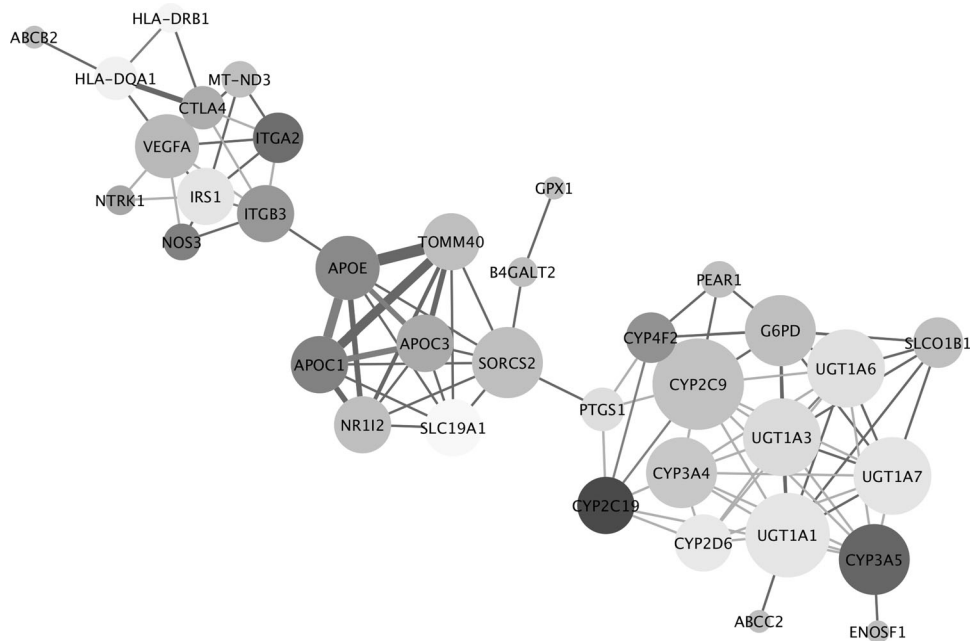 HLA-DRB1
ABCB2
HLA-DQA1
MT-ND3
CTLA4
ITGA2
VEGFA
IRS1
NTRK1
ITGB3
NOS3
GPX1
TOMM40
APOE
B4GALT2
PEAR1
CYP4F2
G6PD
SLCO1B1
APOC3
APOC1
SORCS2
UGT1A6
CYP2C9
PTGS1
NR1I2
SLC19A1
UGT1A3
CYP3A4
UGT1A7
CYP2C19
UGT1A1
CYP2D6
CYP3A5
ABCC2
ENOSF1